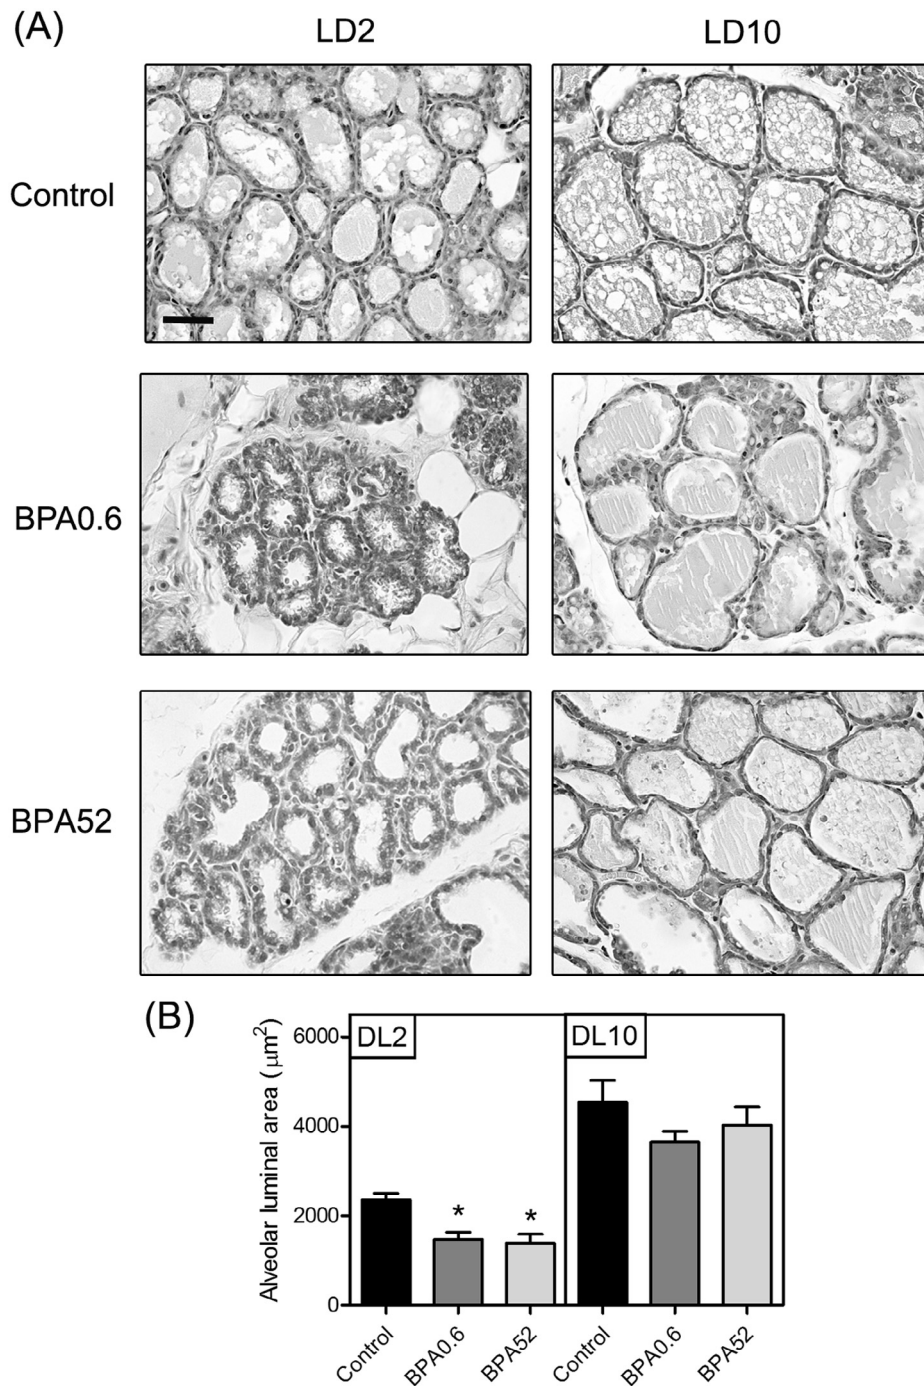 (A)
LD2 LD10
Control
BPA0.6
BPA52
(B)
Alveolar luminal area (μm²)
6000
4000
2000
0
DL2 DL10
* *
Control BPA0.6 BPA52 Control BPA0.6 BPA52